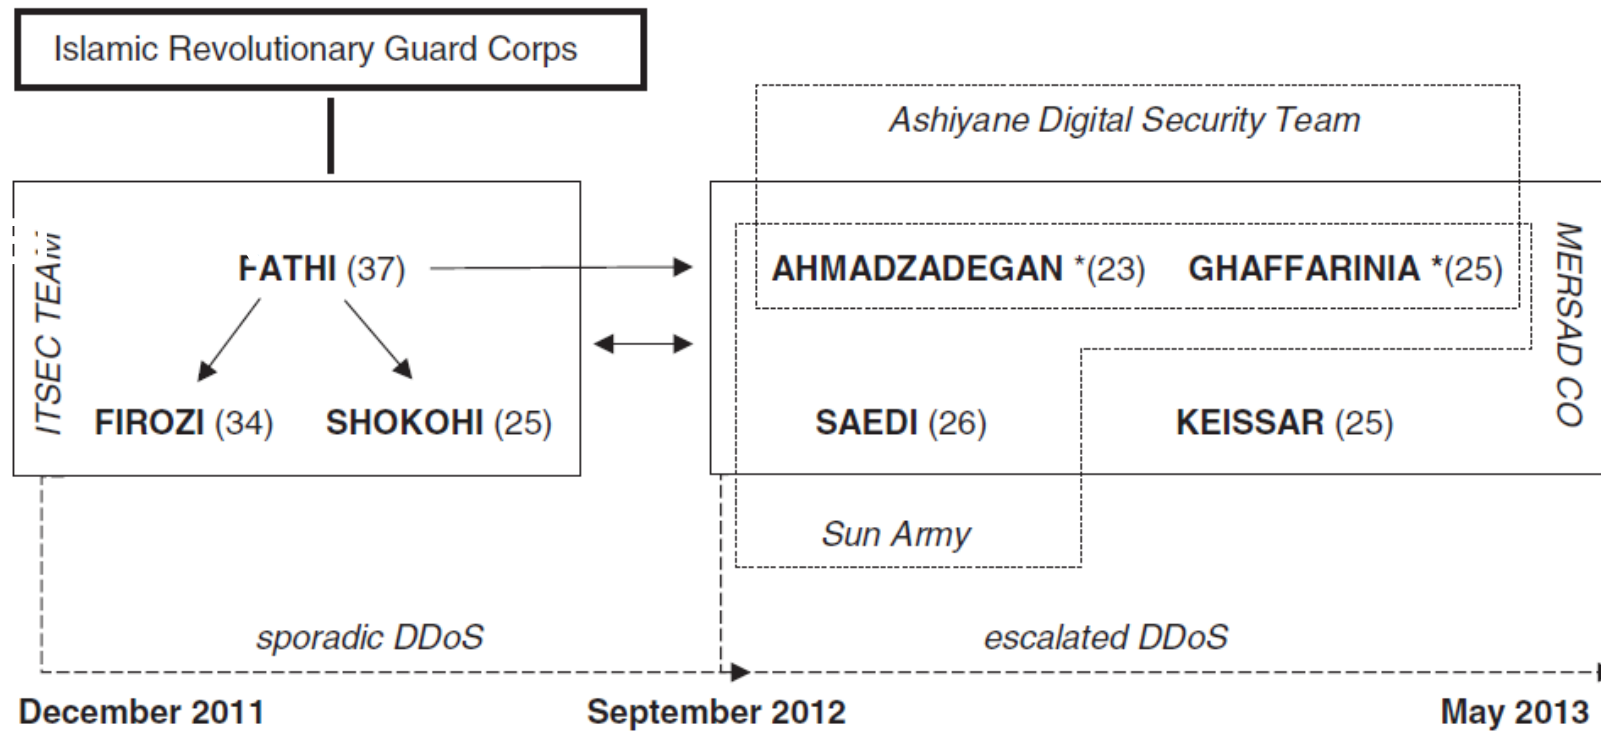 Islamic Revolutionary Guard Corps
Ashiyane Digital Security Team
ITSEC TEAM
FATHI (37)
AHMADZADEGAN *(23) GHAFFARINIA *(25)
MERSAD CO
FIROZI (34) SHOKOHI (25)
SAEDI (26) KEISSAR (25)
Sun Army
sporadic DDoS
escalated DDoS
December 2011
September 2012
May 2013